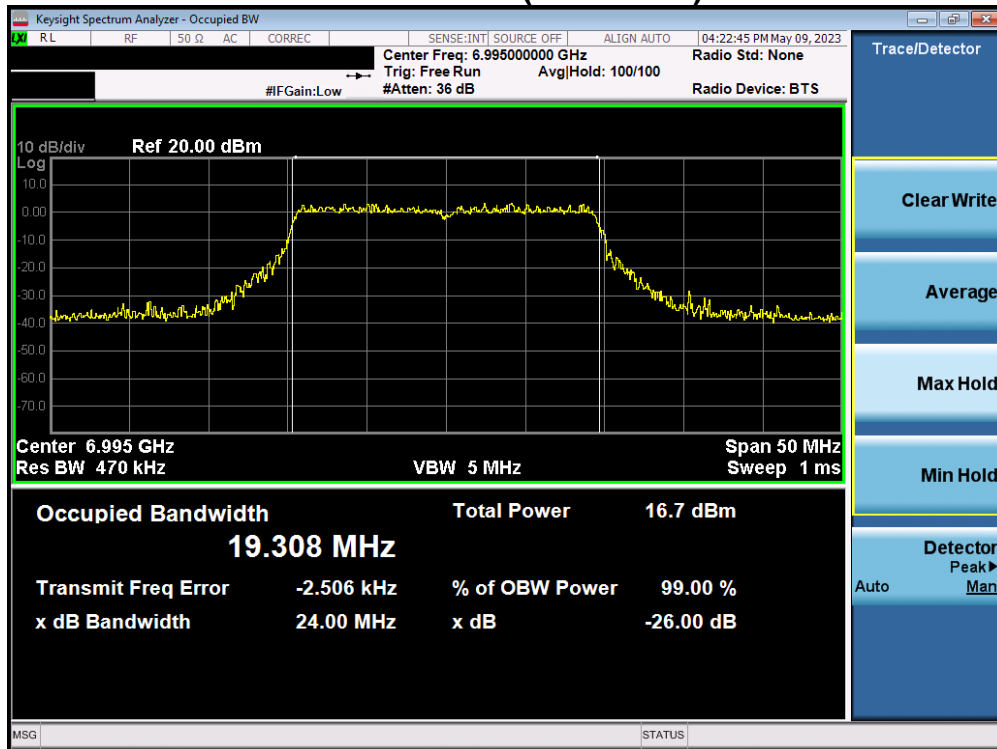 Keysight Spectrum Analyzer - Occupied BW
LXI RL RF 50 Ω AC CORREC SENSE:INT SOURCE OFF ALIGN AUTO 04:22:45 PM May 09, 2023
Center Freq: 6.995000000 GHz Radio Std: None
Trig: Free Run Avg|Hold: 100/100
#IFGain:Low #Atten: 36 dB Radio Device: BTS
10 dB/div Ref 20.00 dBm
Log
10.0
0.00
-10.0
-20.0
-30.0
-40.0
-50.0
-60.0
-70.0
Center 6.995 GHz Span 50 MHz
Res BW 470 kHz VBW 5 MHz Sweep 1 ms
Occupied Bandwidth Total Power 16.7 dBm
19.308 MHz
Transmit Freq Error -2.506 kHz % of OBW Power 99.00 %
x dB Bandwidth 24.00 MHz x dB -26.00 dB
MSG STATUS
Trace/Detector
Clear Write
Average
Max Hold
Min Hold
Detector
Peak▶
Auto Man